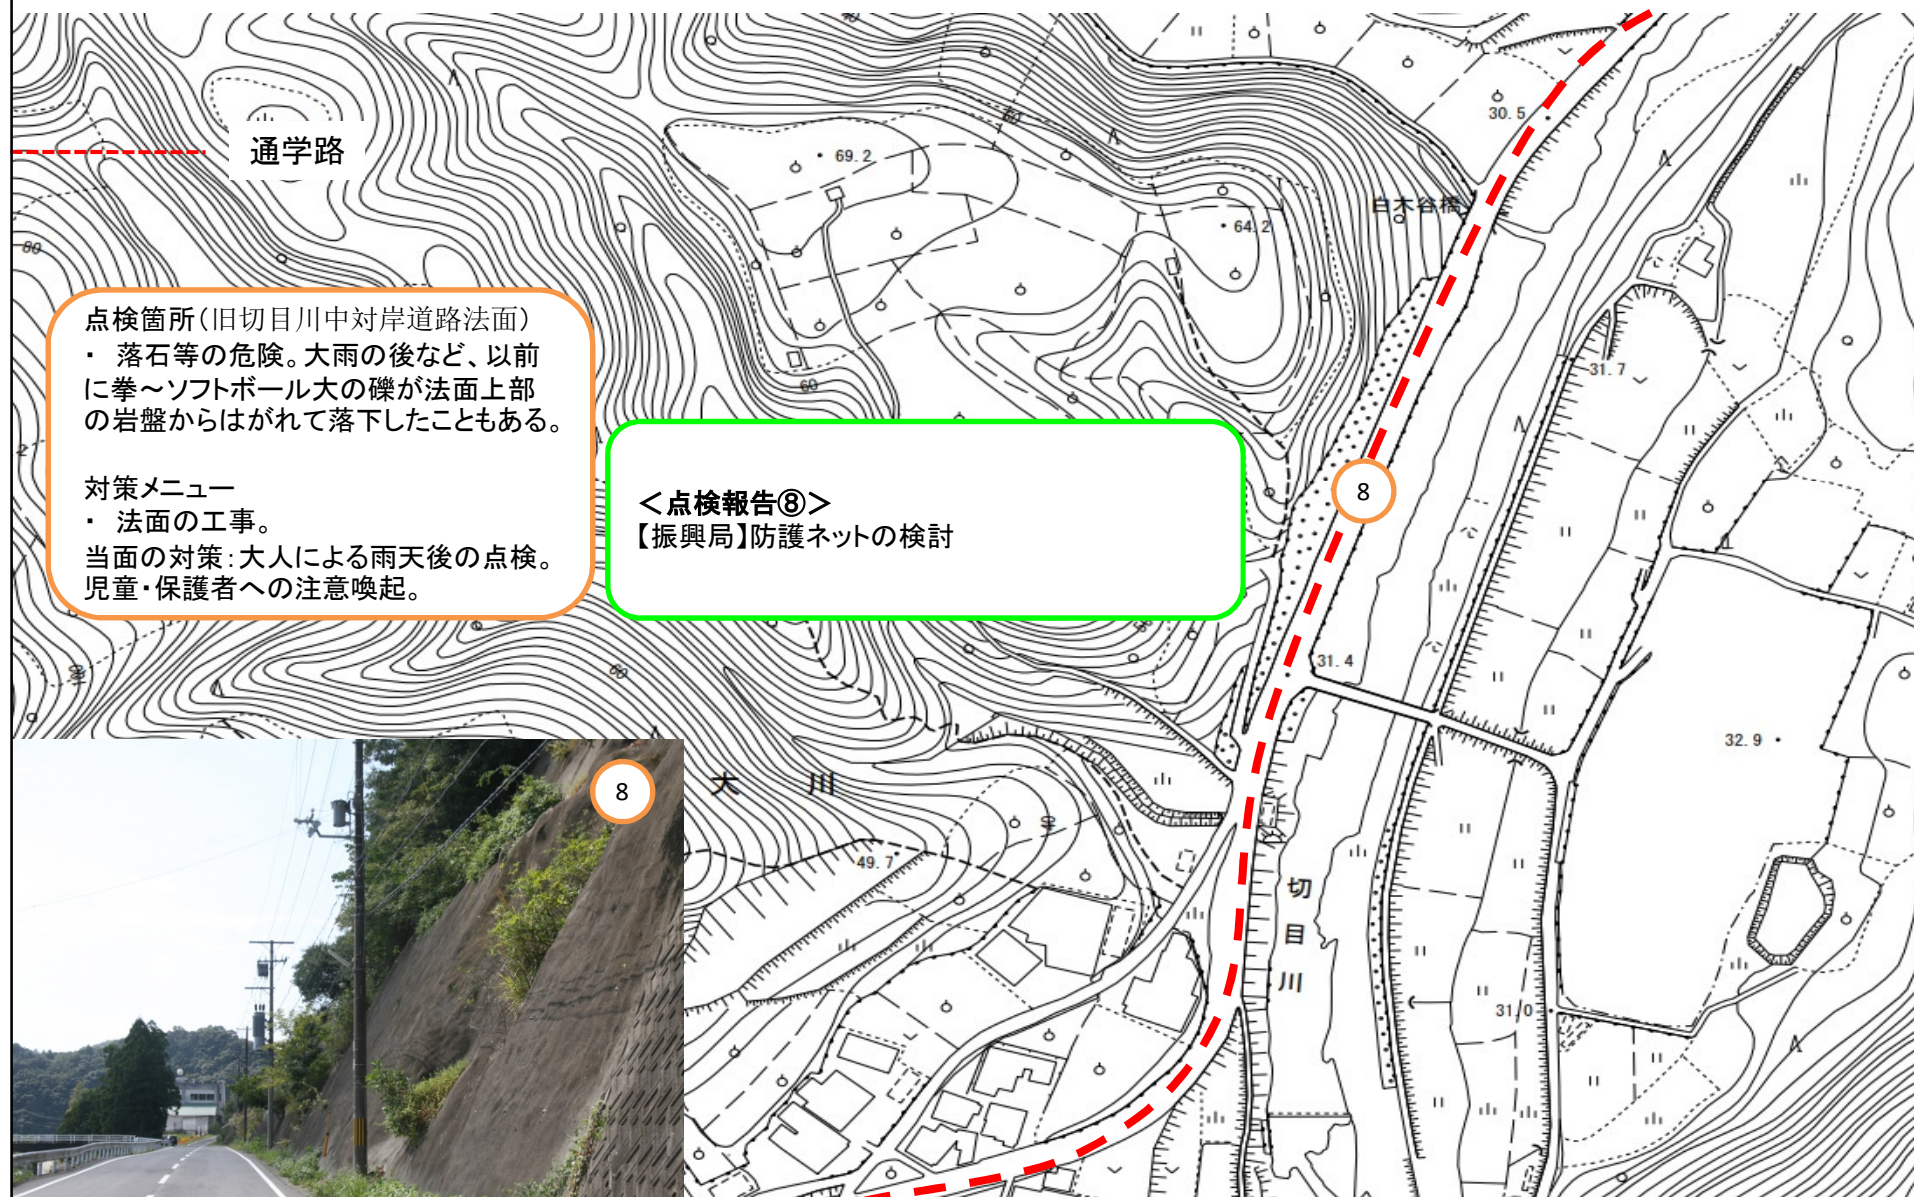 通学路
点検箇所(旧切目川中対岸道路法面)
・ 落石等の危険。大雨の後など、以前
に拳～ソフトボール大の礫が法面上部
の岩盤からはがれて落下したこともある。
対策メニュー
・ 法面の工事。
当面の対策:大人による雨天後の点検。
児童・保護者への注意喚起。
＜点検報告⑧＞
【振興局】防護ネットの検討
8
8
白木谷橋
大 川
切目川
69.2
64.2
30.5
31.7
31.4
32.9
31.0
49.7
80
60
60
60